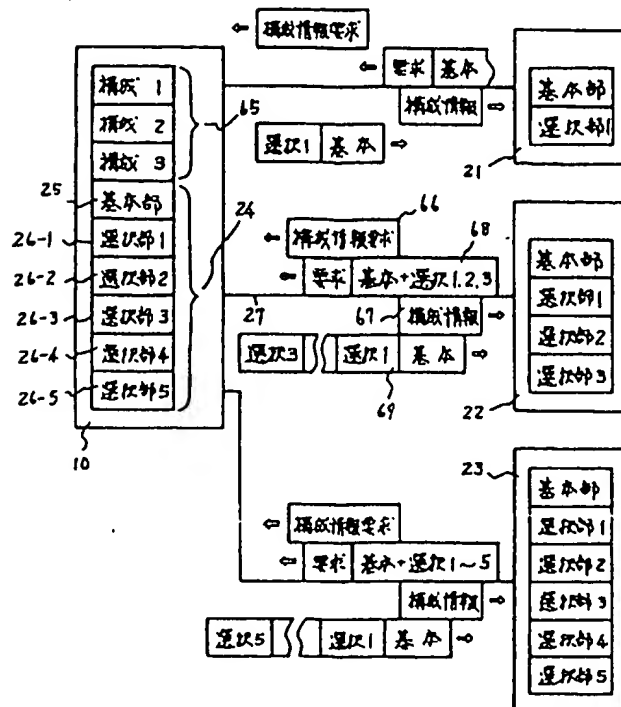 構成情報要求
要求 基本
構成情報
選択1 基本
構成 1
構成 2
構成 3
65
25
基本部
24
26-1
選択部1
26-2
選択部2
26-3
選択部3
26-4
選択部4
26-5
選択部5
10
基本部
選択部1
21
66
構成情報要求
68
要求 基本+選択1,2,3
27
67
構成情報
選択3 選択1 基本
69
基本部
選択部1
選択部2
選択部3
22
構成情報要求
要求 基本+選択1~5
構成情報
選択5 選択1 基本
23
基本部
選択部1
選択部2
選択部3
選択部4
選択部5